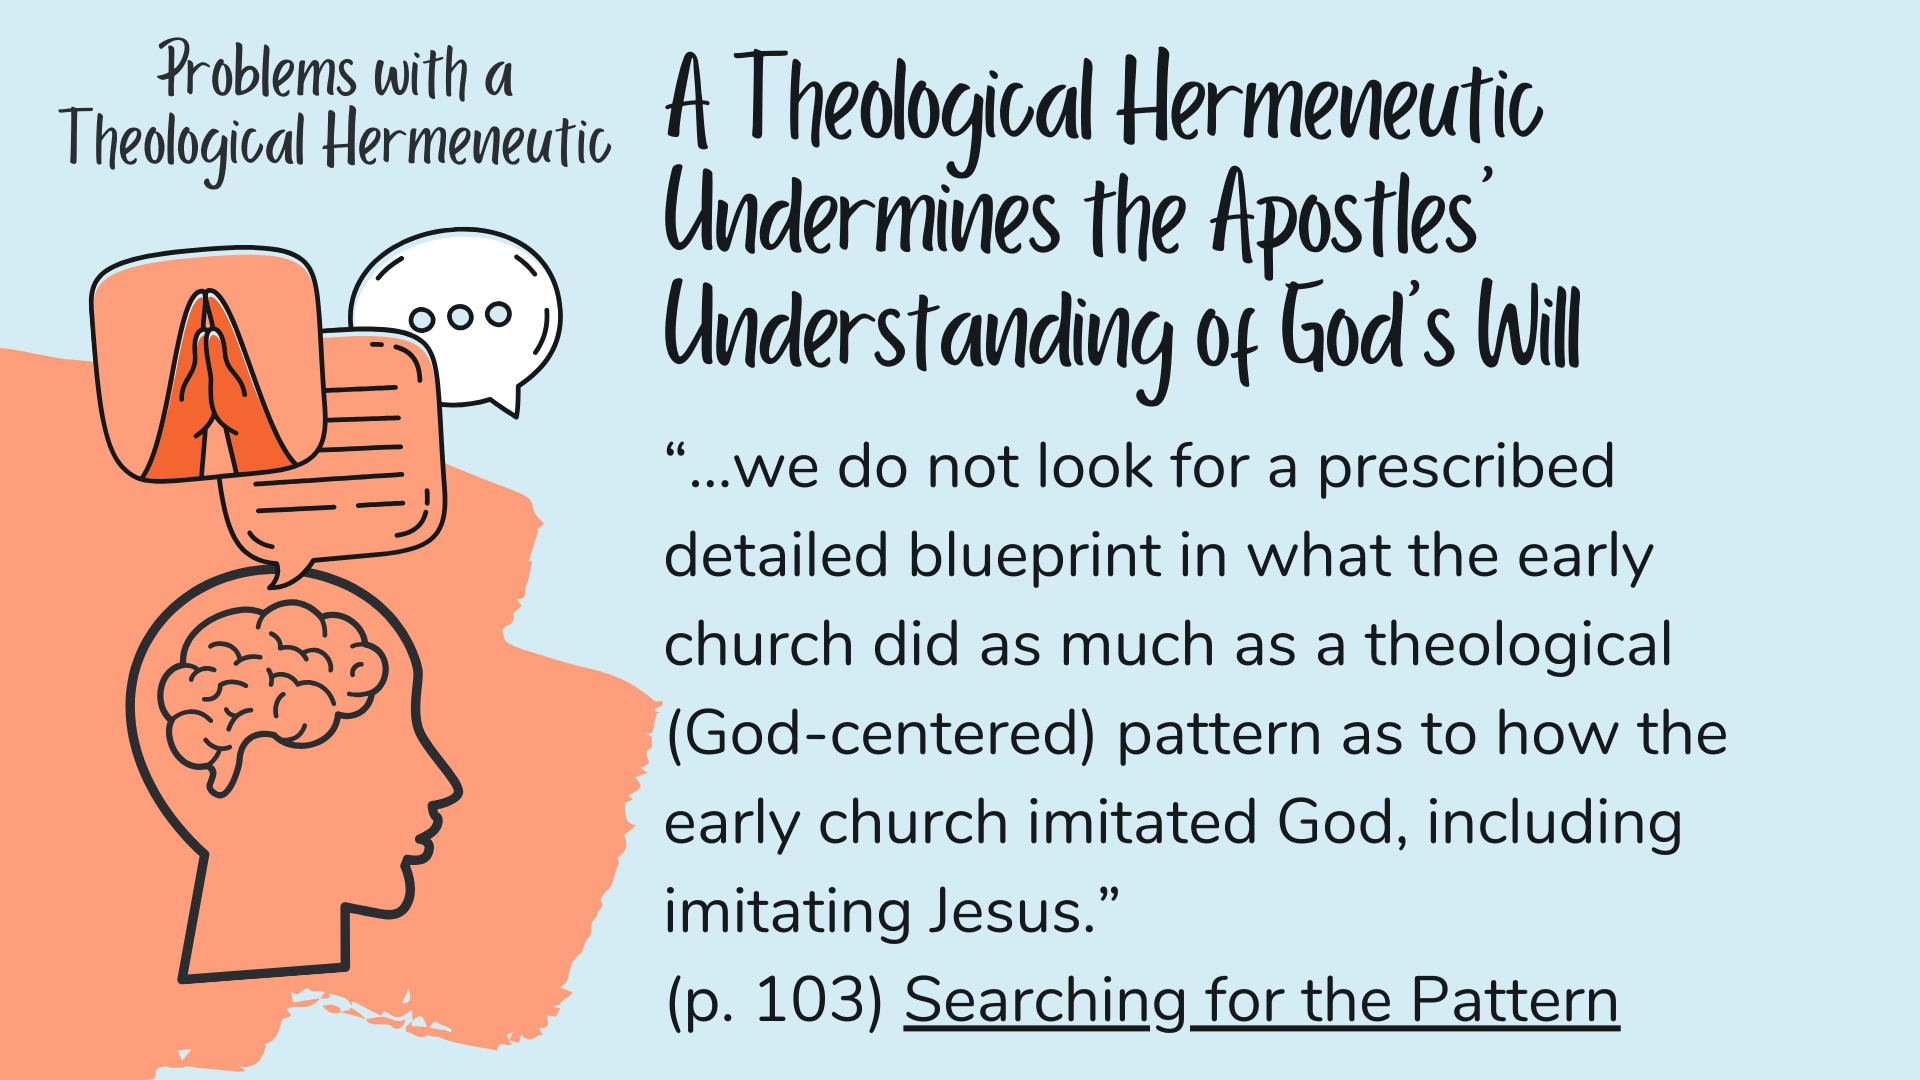 Problems with a
Theological Hermeneutic
A Theological Hermeneutic
Undermines the Apostles’
Understanding of God’s Will
“...we do not look for a prescribed
detailed blueprint in what the early
church did as much as a theological
(God-centered) pattern as to how the
early church imitated God, including
imitating Jesus.”
(p. 103) Searching for the Pattern